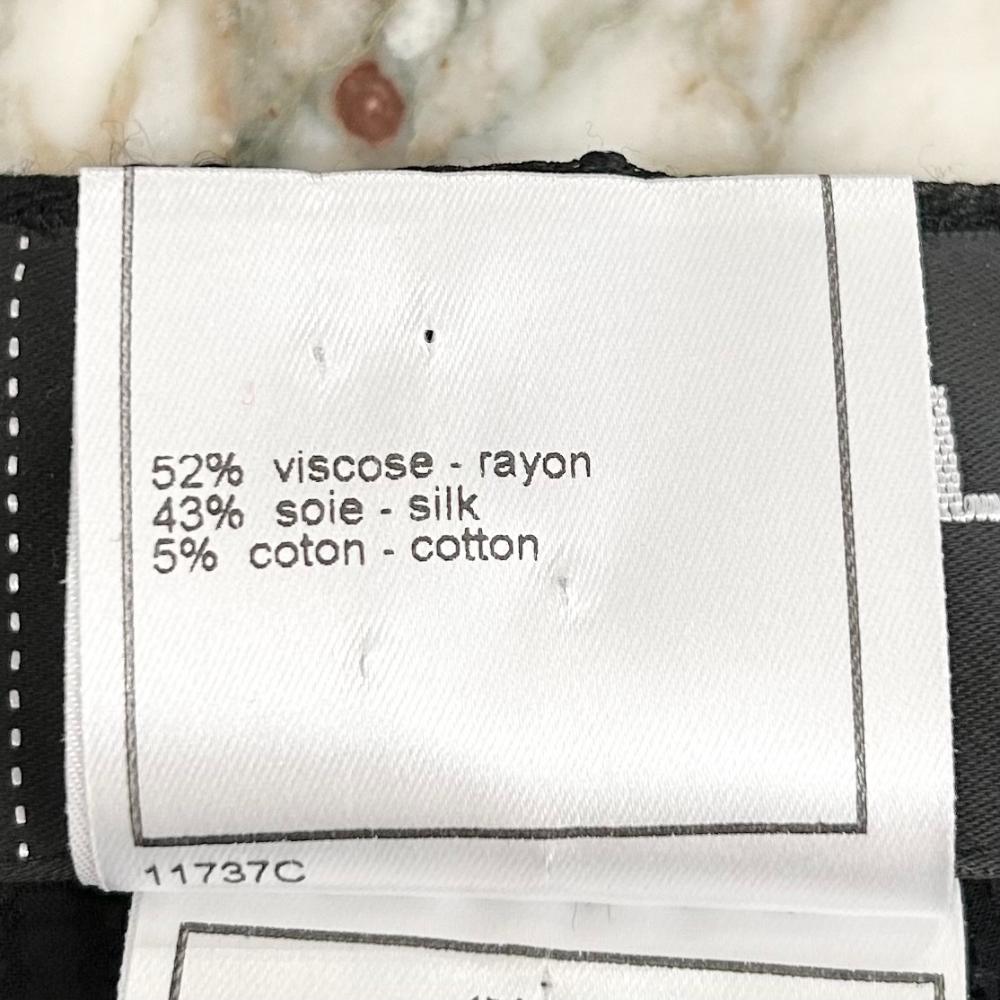 52% viscose - rayon
43% soie - silk
5% coton - cotton
11737C